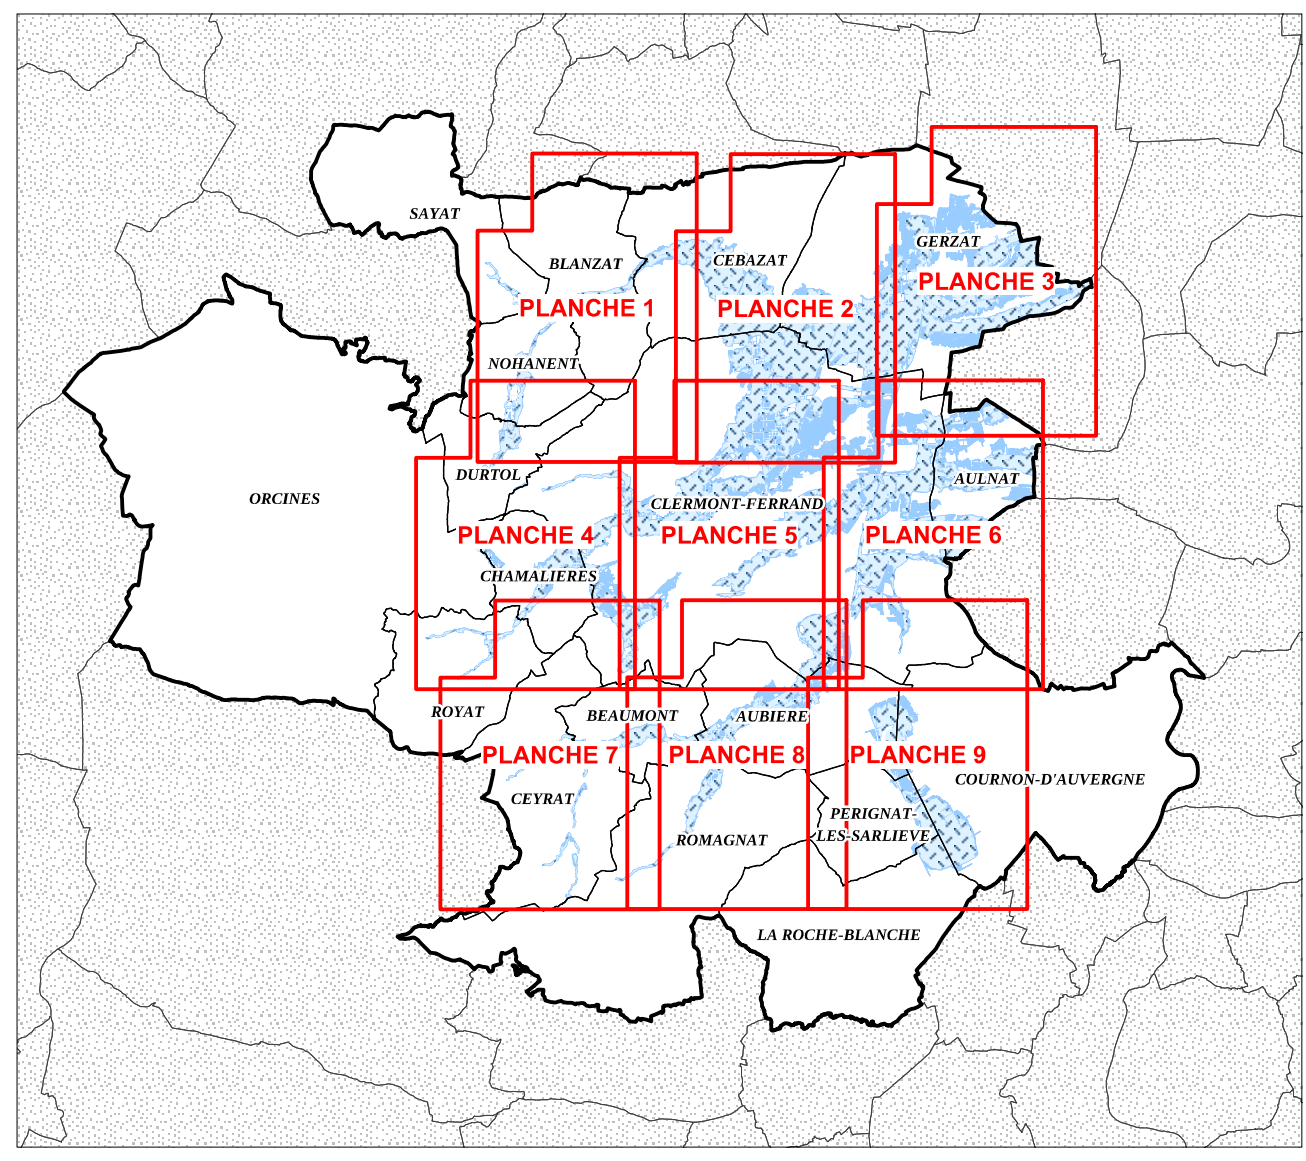 SAYAT
GERZAT
CEBAZAT
BLANZAT
PLANCHE 3
PLANCHE 1
PLANCHE 2
NOHANENT
DURTOL
AULNAT
ORCINES
CLERMONT-FERRAND
PLANCHE 4
PLANCHE 5
PLANCHE 6
CHAMALIERES
ROYAT
BEAUMONT
AUBIERE
PLANCHE 7
PLANCHE 8
PLANCHE 9
COURNON-D'AUVERGNE
CEYRAT
PERIGNAT-
LES-SARLIEVE
ROMAGNAT
LA ROCHE-BLANCHE